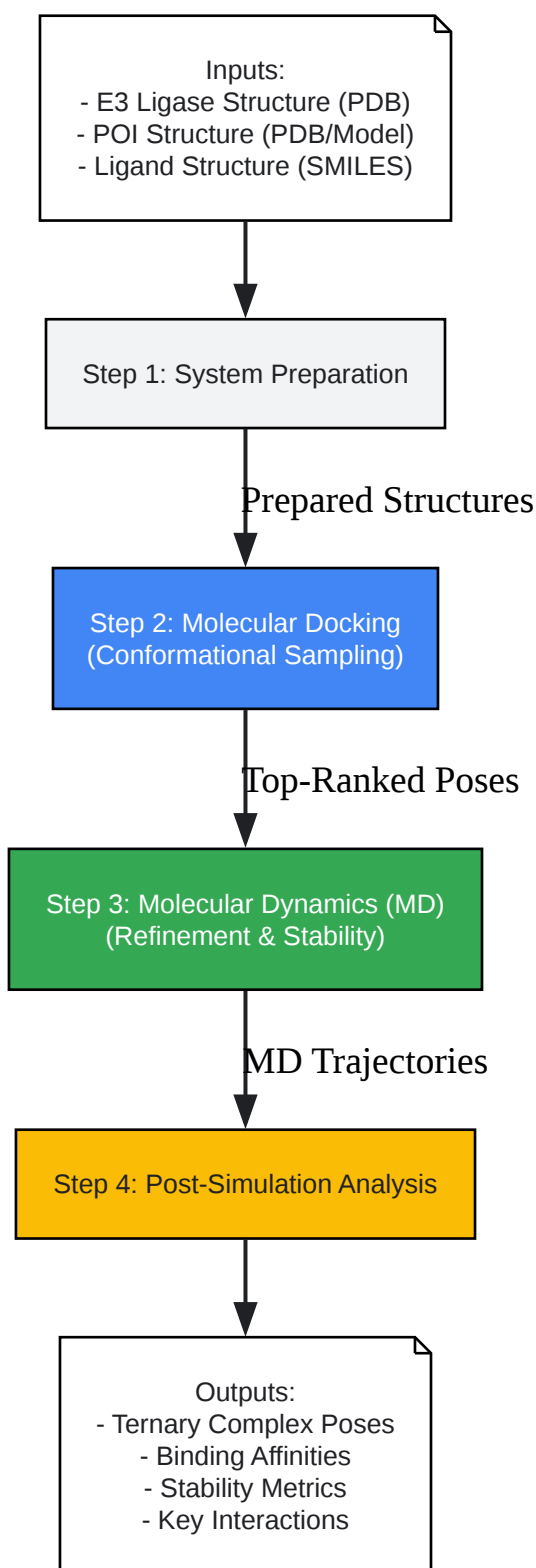 Inputs:
- E3 Ligase Structure (PDB)
- POI Structure (PDB/Model)
- Ligand Structure (SMILES)
Step 1: System Preparation
Prepared Structures
Step 2: Molecular Docking
(Conformational Sampling)
Top-Ranked Poses
Step 3: Molecular Dynamics (MD)
(Refinement & Stability)
MD Trajectories
Step 4: Post-Simulation Analysis
Outputs:
- Ternary Complex Poses
- Binding Affinities
- Stability Metrics
- Key Interactions